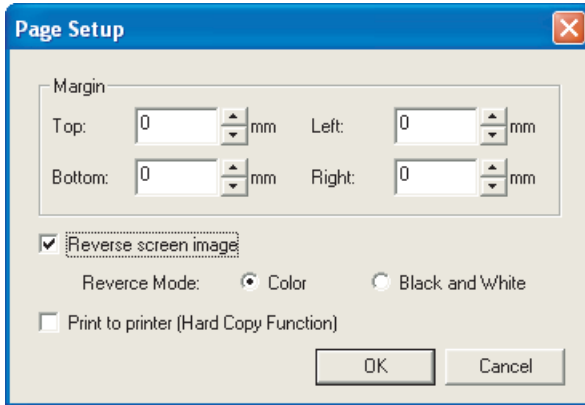 Page Setup
Margin
Top: 0 mm Left: 0 mm
Bottom: 0 mm Right: 0 mm
Reverse screen image
Reverce Mode: Color Black and White
Print to printer (Hard Copy Function)
OK Cancel